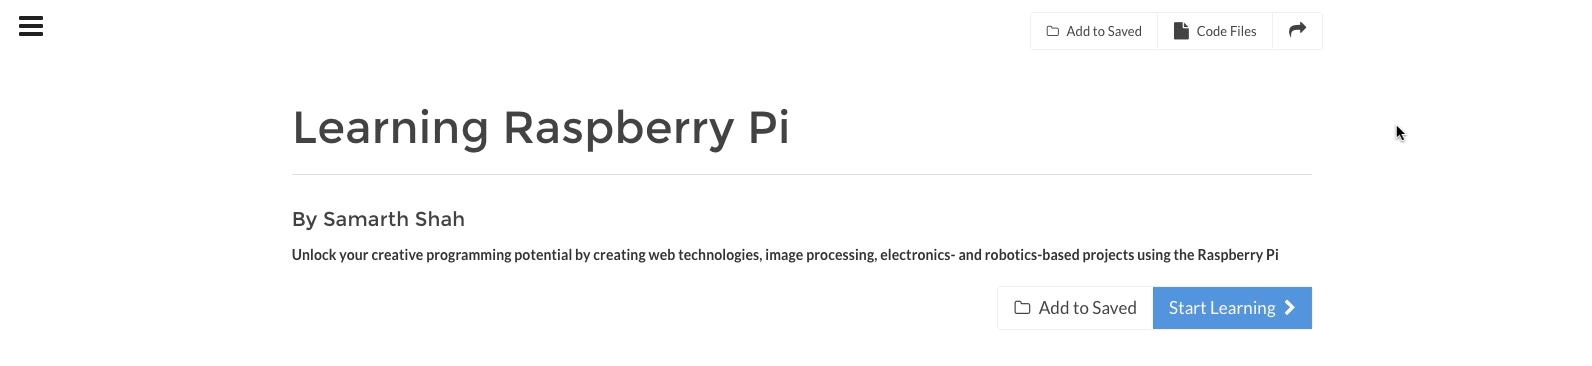 Add to Saved Code Files
Learning Raspberry Pi
By Samarth Shah
Unlock your creative programming potential by creating web technologies, image processing, electronics- and robotics-based projects using the Raspberry Pi
Add to Saved Start Learning